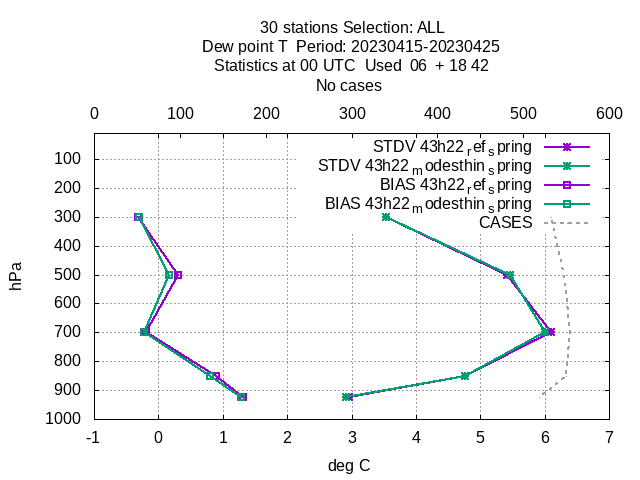 30 stations Selection: ALL
Dew point T  Period: 20230415-20230425
Statistics at 00 UTC  Used  06  + 18 42
No cases
0 100 200 300 400 500 600
STDV 43h22_ref_spring
STDV 43h22_modesthin_spring
BIAS 43h22_ref_spring
BIAS 43h22_modesthin_spring
CASES
100
200
300
400
500
600
700
800
900
1000
hPa
-1 0 1 2 3 4 5 6 7
deg C